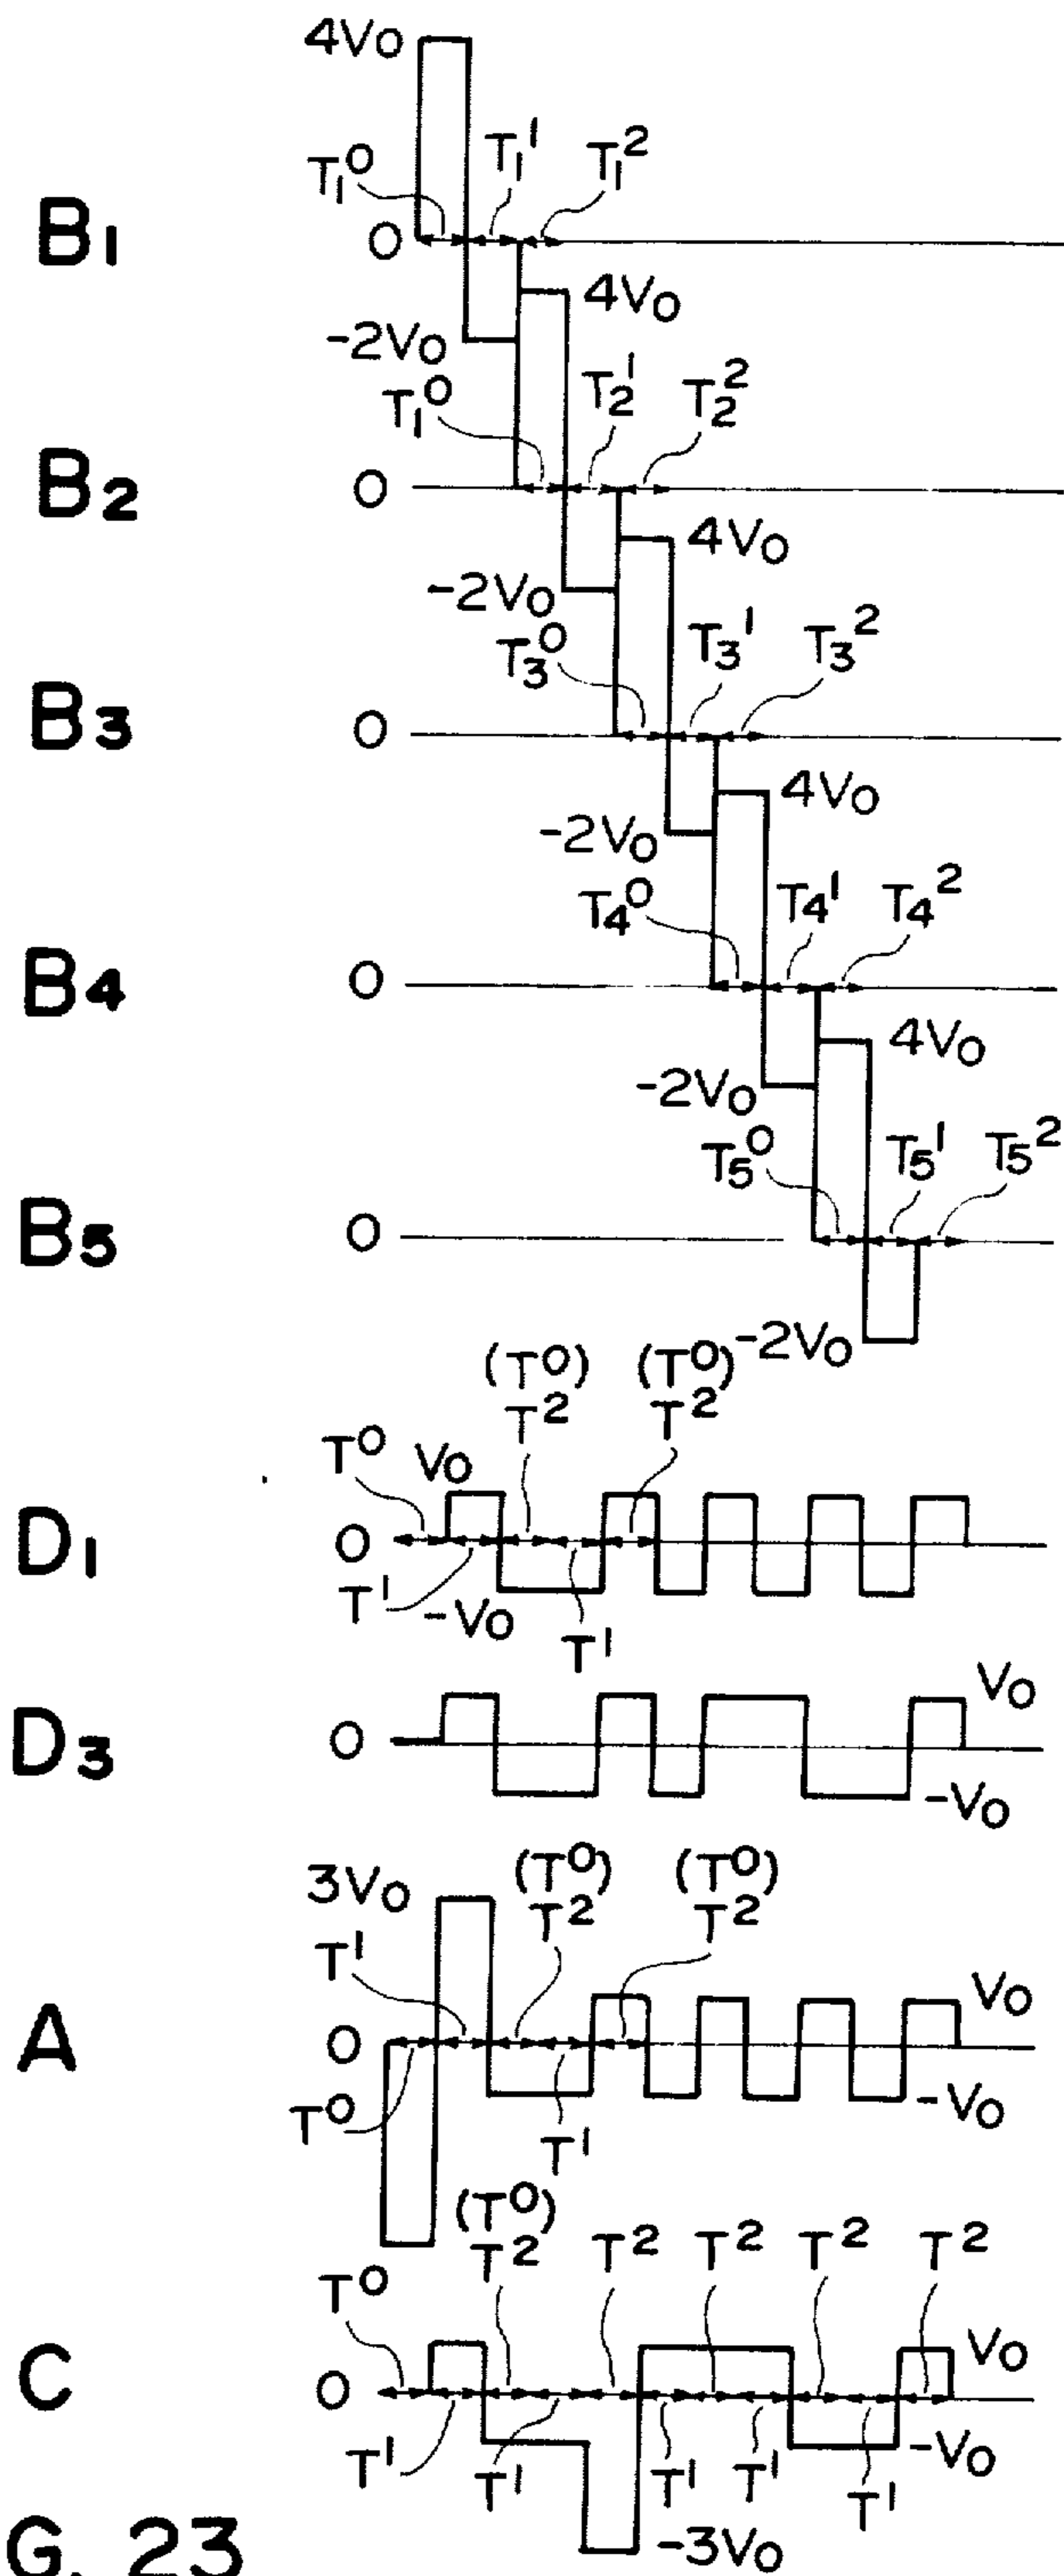 4V0
T1^0 T1^1 T1^2
B1 0
4V0
-2V0
T1^0 T2^1 T2^2
B2 0
4V0
-2V0
T3^0 T3^1 T3^2
B3 0
4V0
-2V0
T4^0 T4^1 T4^2
B4 0
4V0
-2V0
T5^0 T5^1 T5^2
B5 0
-2V0
(T^0) (T^0)
T^2 T^2
T^0 V0
D1 0
T^1 -V0 T^1
V0
D3 0
-V0
3V0 (T^0) (T^0)
T^2 T^2
T^1 V0
A 0
T^0 T^1 -V0
(T^0)
T^2 T^2 T^2 T^2 T^2
T^0 V0
C 0
-V0
T^1 T^1 T^1 T^1 T^1
-3V0
G. 23